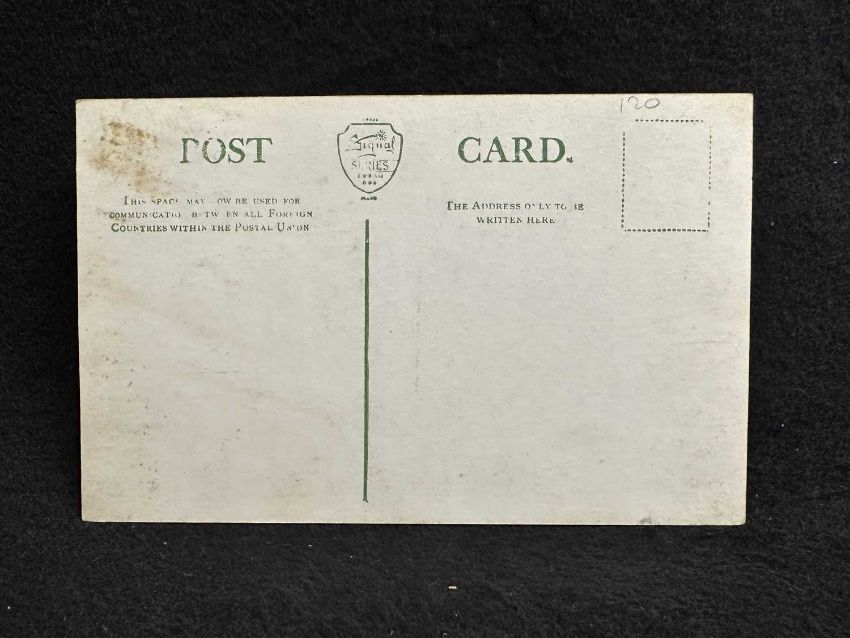 120
POST CARD.
Signal
SERIES
THIS SPACE MAY NOW BE USED FOR
COMMUNICATION BETWEEN ALL FOREIGN
COUNTRIES WITHIN THE POSTAL UNION
THE ADDRESS ONLY TO BE
WRITTEN HERE